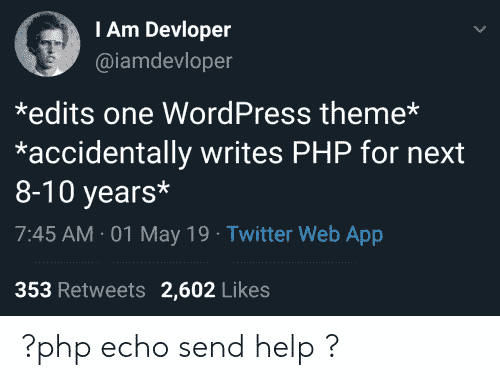 I Am Devloper
@iamdevloper
*edits one WordPress theme*
*accidentally writes PHP for next
8-10 years*
7:45 AM · 01 May 19 · Twitter Web App
353 Retweets 2,602 Likes
?php echo send help ?